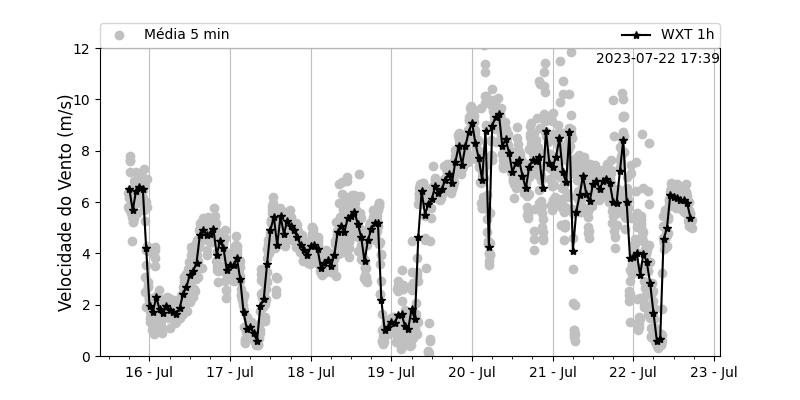 Média 5 min
WXT 1h
2023-07-22 17:39
Velocidade do Vento (m/s)
12
10
8
6
4
2
0
16 - Jul
17 - Jul
18 - Jul
19 - Jul
20 - Jul
21 - Jul
22 - Jul
23 - Jul